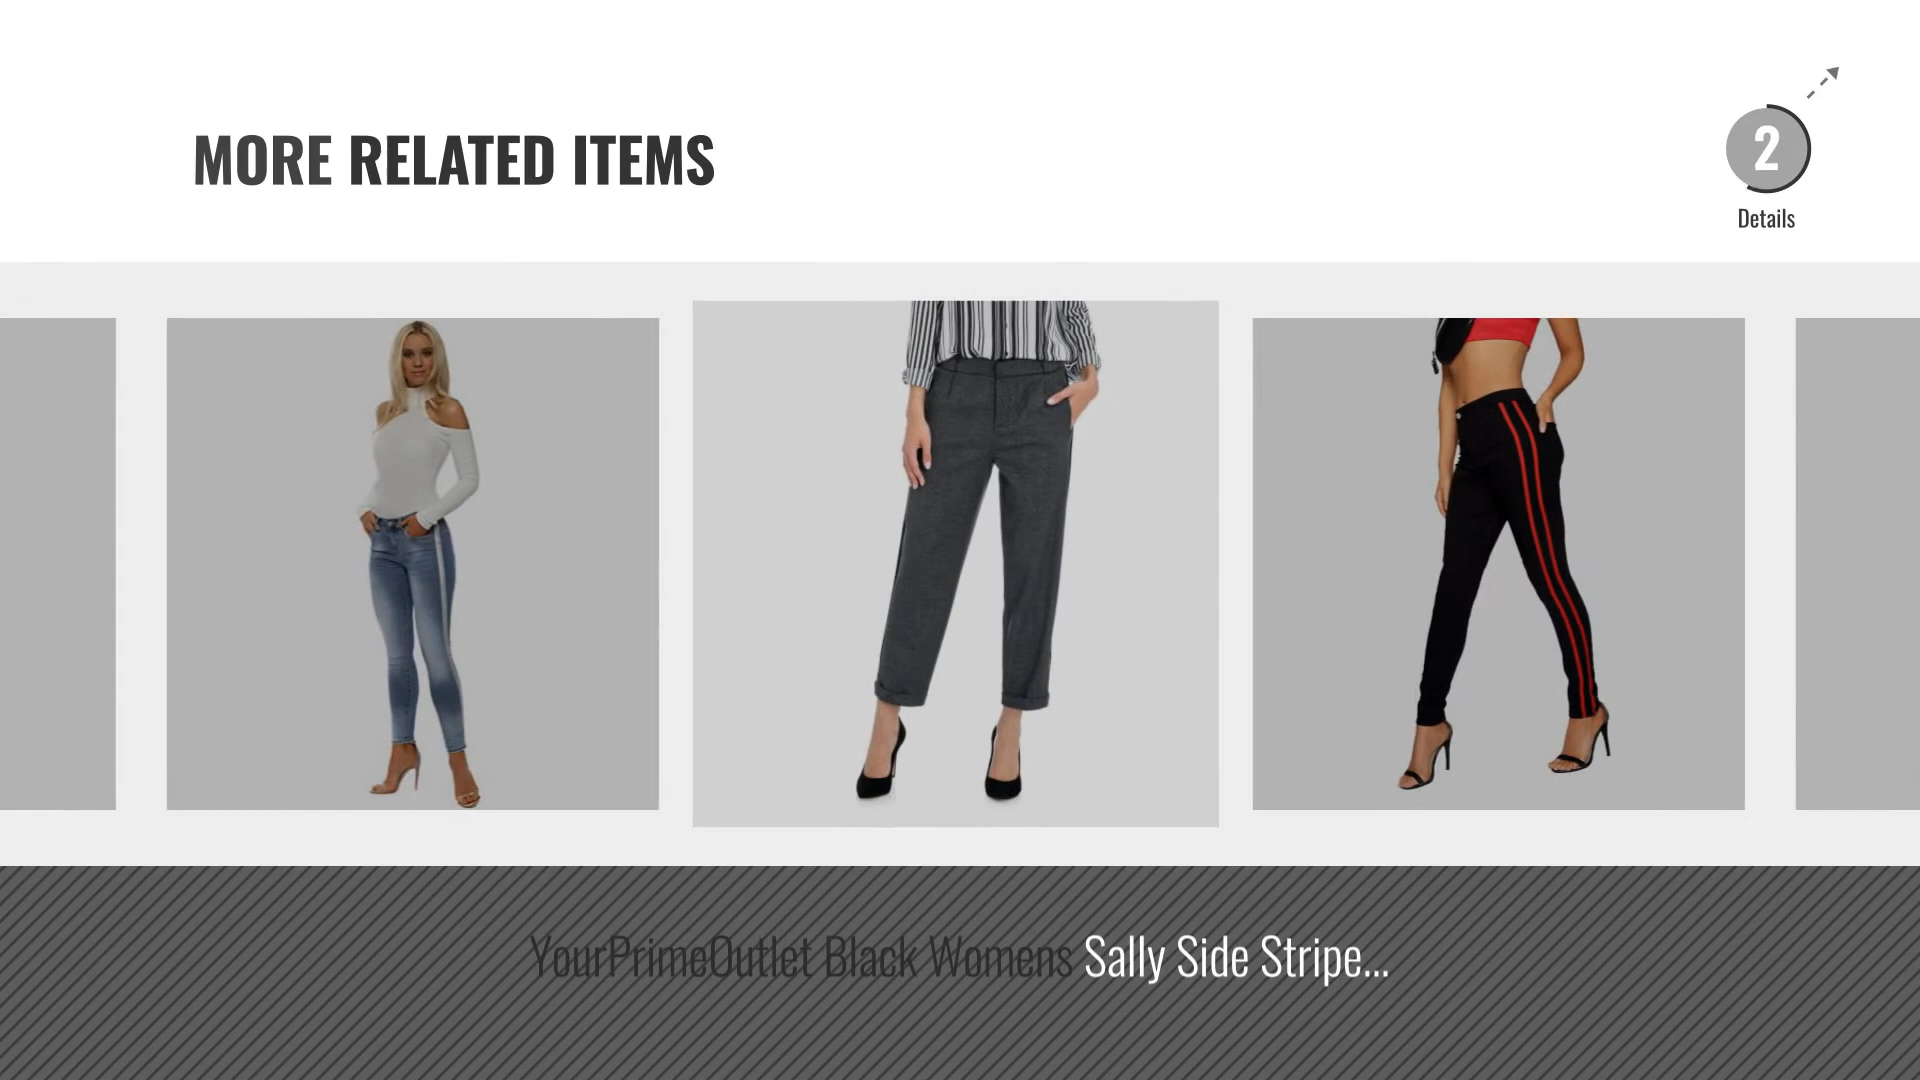 MORE RELATED ITEMS
2
Details
YourPrimeOutlet Black Womens Sally Side Stripe...